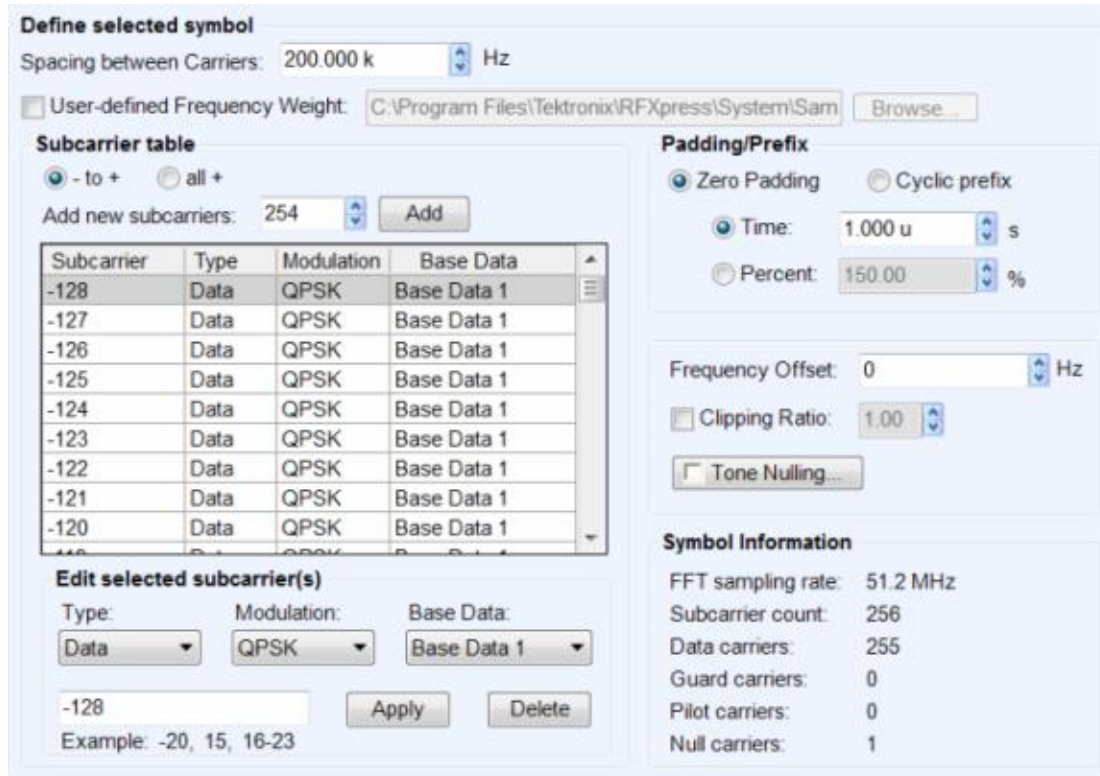 Define selected symbol
Spacing between Carriers: 200.000 k Hz
User-defined Frequency Weight: C:\Program Files\Tektronix\RFXpress\System\Sam Browse...
Subcarrier table
- to + all +
Add new subcarriers: 254 Add
Subcarrier Type Modulation Base Data
-128 Data QPSK Base Data 1
-127 Data QPSK Base Data 1
-126 Data QPSK Base Data 1
-125 Data QPSK Base Data 1
-124 Data QPSK Base Data 1
-123 Data QPSK Base Data 1
-122 Data QPSK Base Data 1
-121 Data QPSK Base Data 1
-120 Data QPSK Base Data 1
Edit selected subcarrier(s)
Type: Modulation: Base Data:
Data QPSK Base Data 1
-128 Apply Delete
Example: -20, 15, 16-23
Padding/Prefix
Zero Padding Cyclic prefix
Time: 1.000 u s
Percent: 150.00 %
Frequency Offset: 0 Hz
Clipping Ratio: 1.00
Tone Nulling...
Symbol Information
FFT sampling rate: 51.2 MHz
Subcarrier count: 256
Data carriers: 255
Guard carriers: 0
Pilot carriers: 0
Null carriers: 1